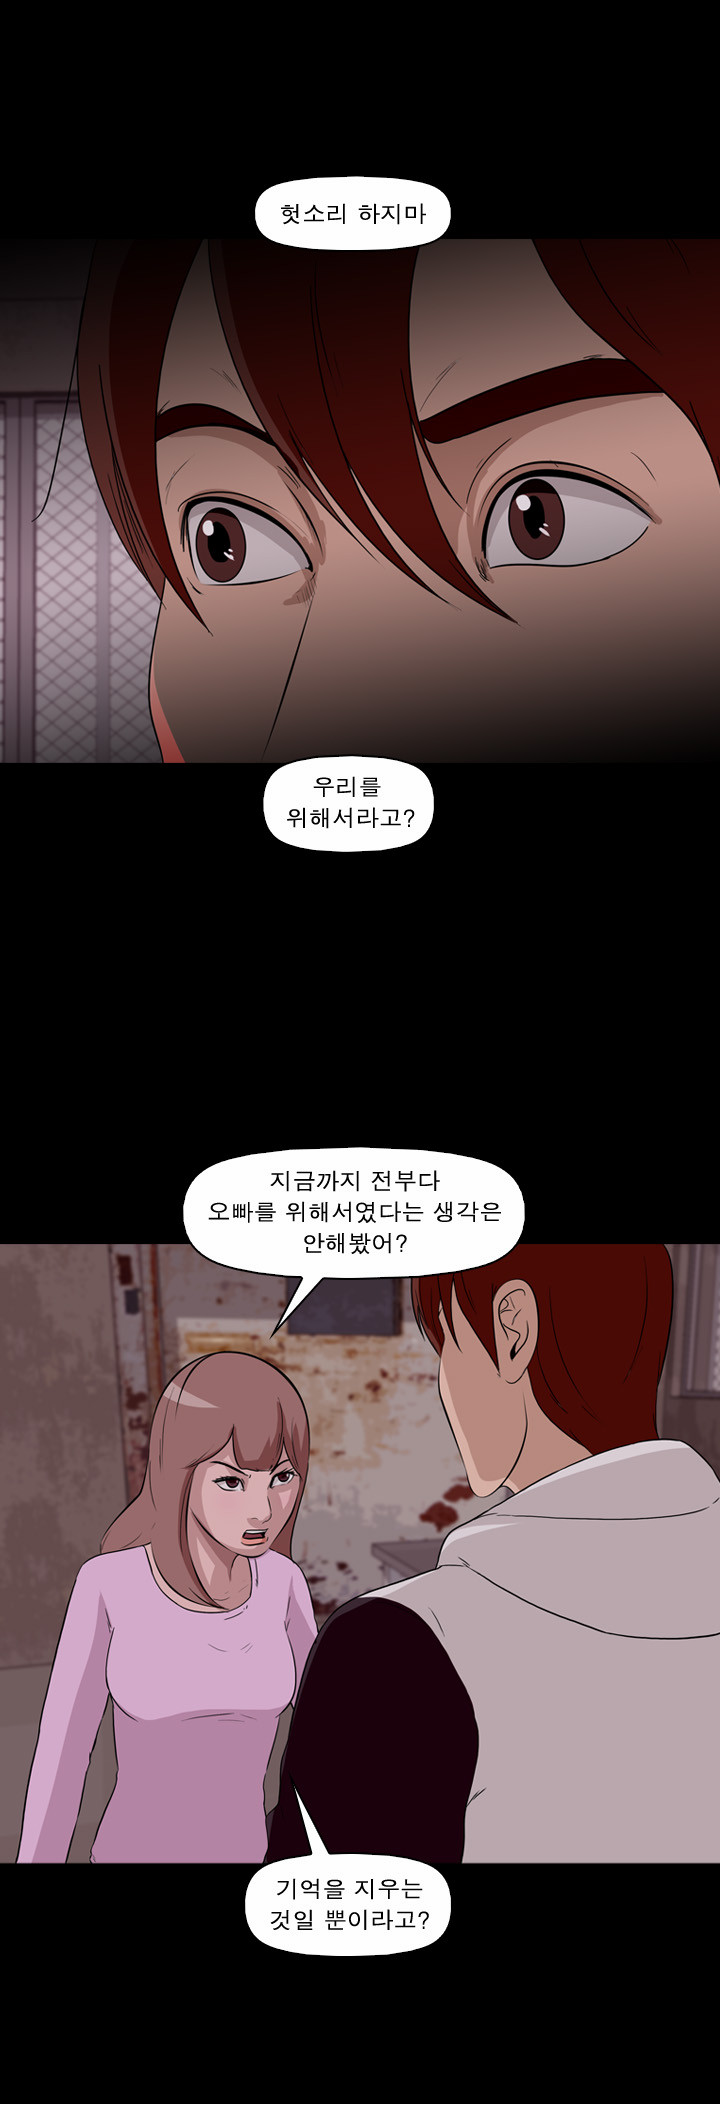 헛소리 하지마
우리를
위해서라고?
지금까지 전부다
오빠를 위해서였다는 생각은
안해봤어?
기억을 지우는
것일 뿐이라고?